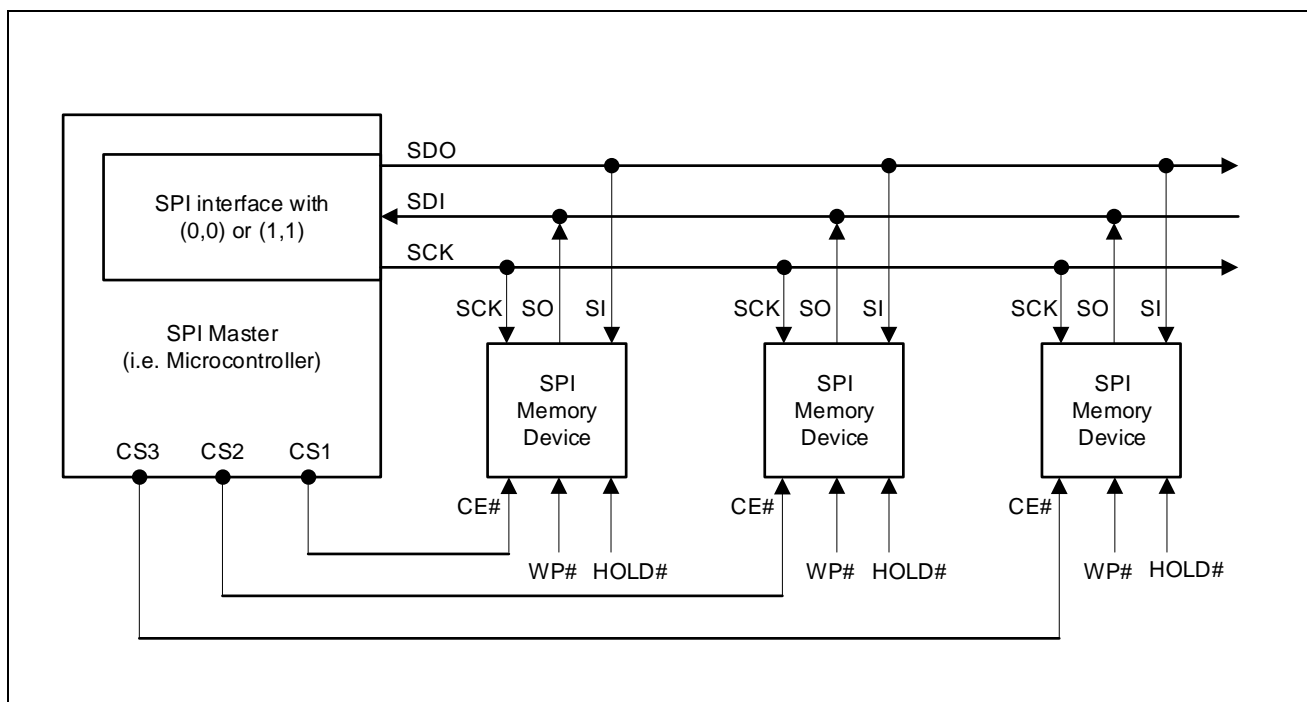 SDO
SPI interface with
(0,0) or (1,1)
SDI
SCK
SPI Master
(i.e. Microcontroller)
SCK
SO
SI
SCK
SO
SI
SCK
SO
SI
SPI
Memory
Device
SPI
Memory
Device
SPI
Memory
Device
CS3
CS2
CS1
CE#
WP#
HOLD#
CE#
WP#
HOLD#
CE#
WP#
HOLD#